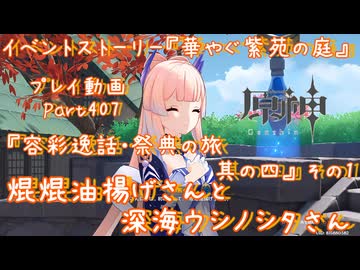 イベントストーリー『華やぐ紫苑の庭』
プレイ動画
Part407
原神
Genshin
『容彩逸話・祭典の旅
其の四』その1
焜焜油揚げさんと
深海ウシノシタさん